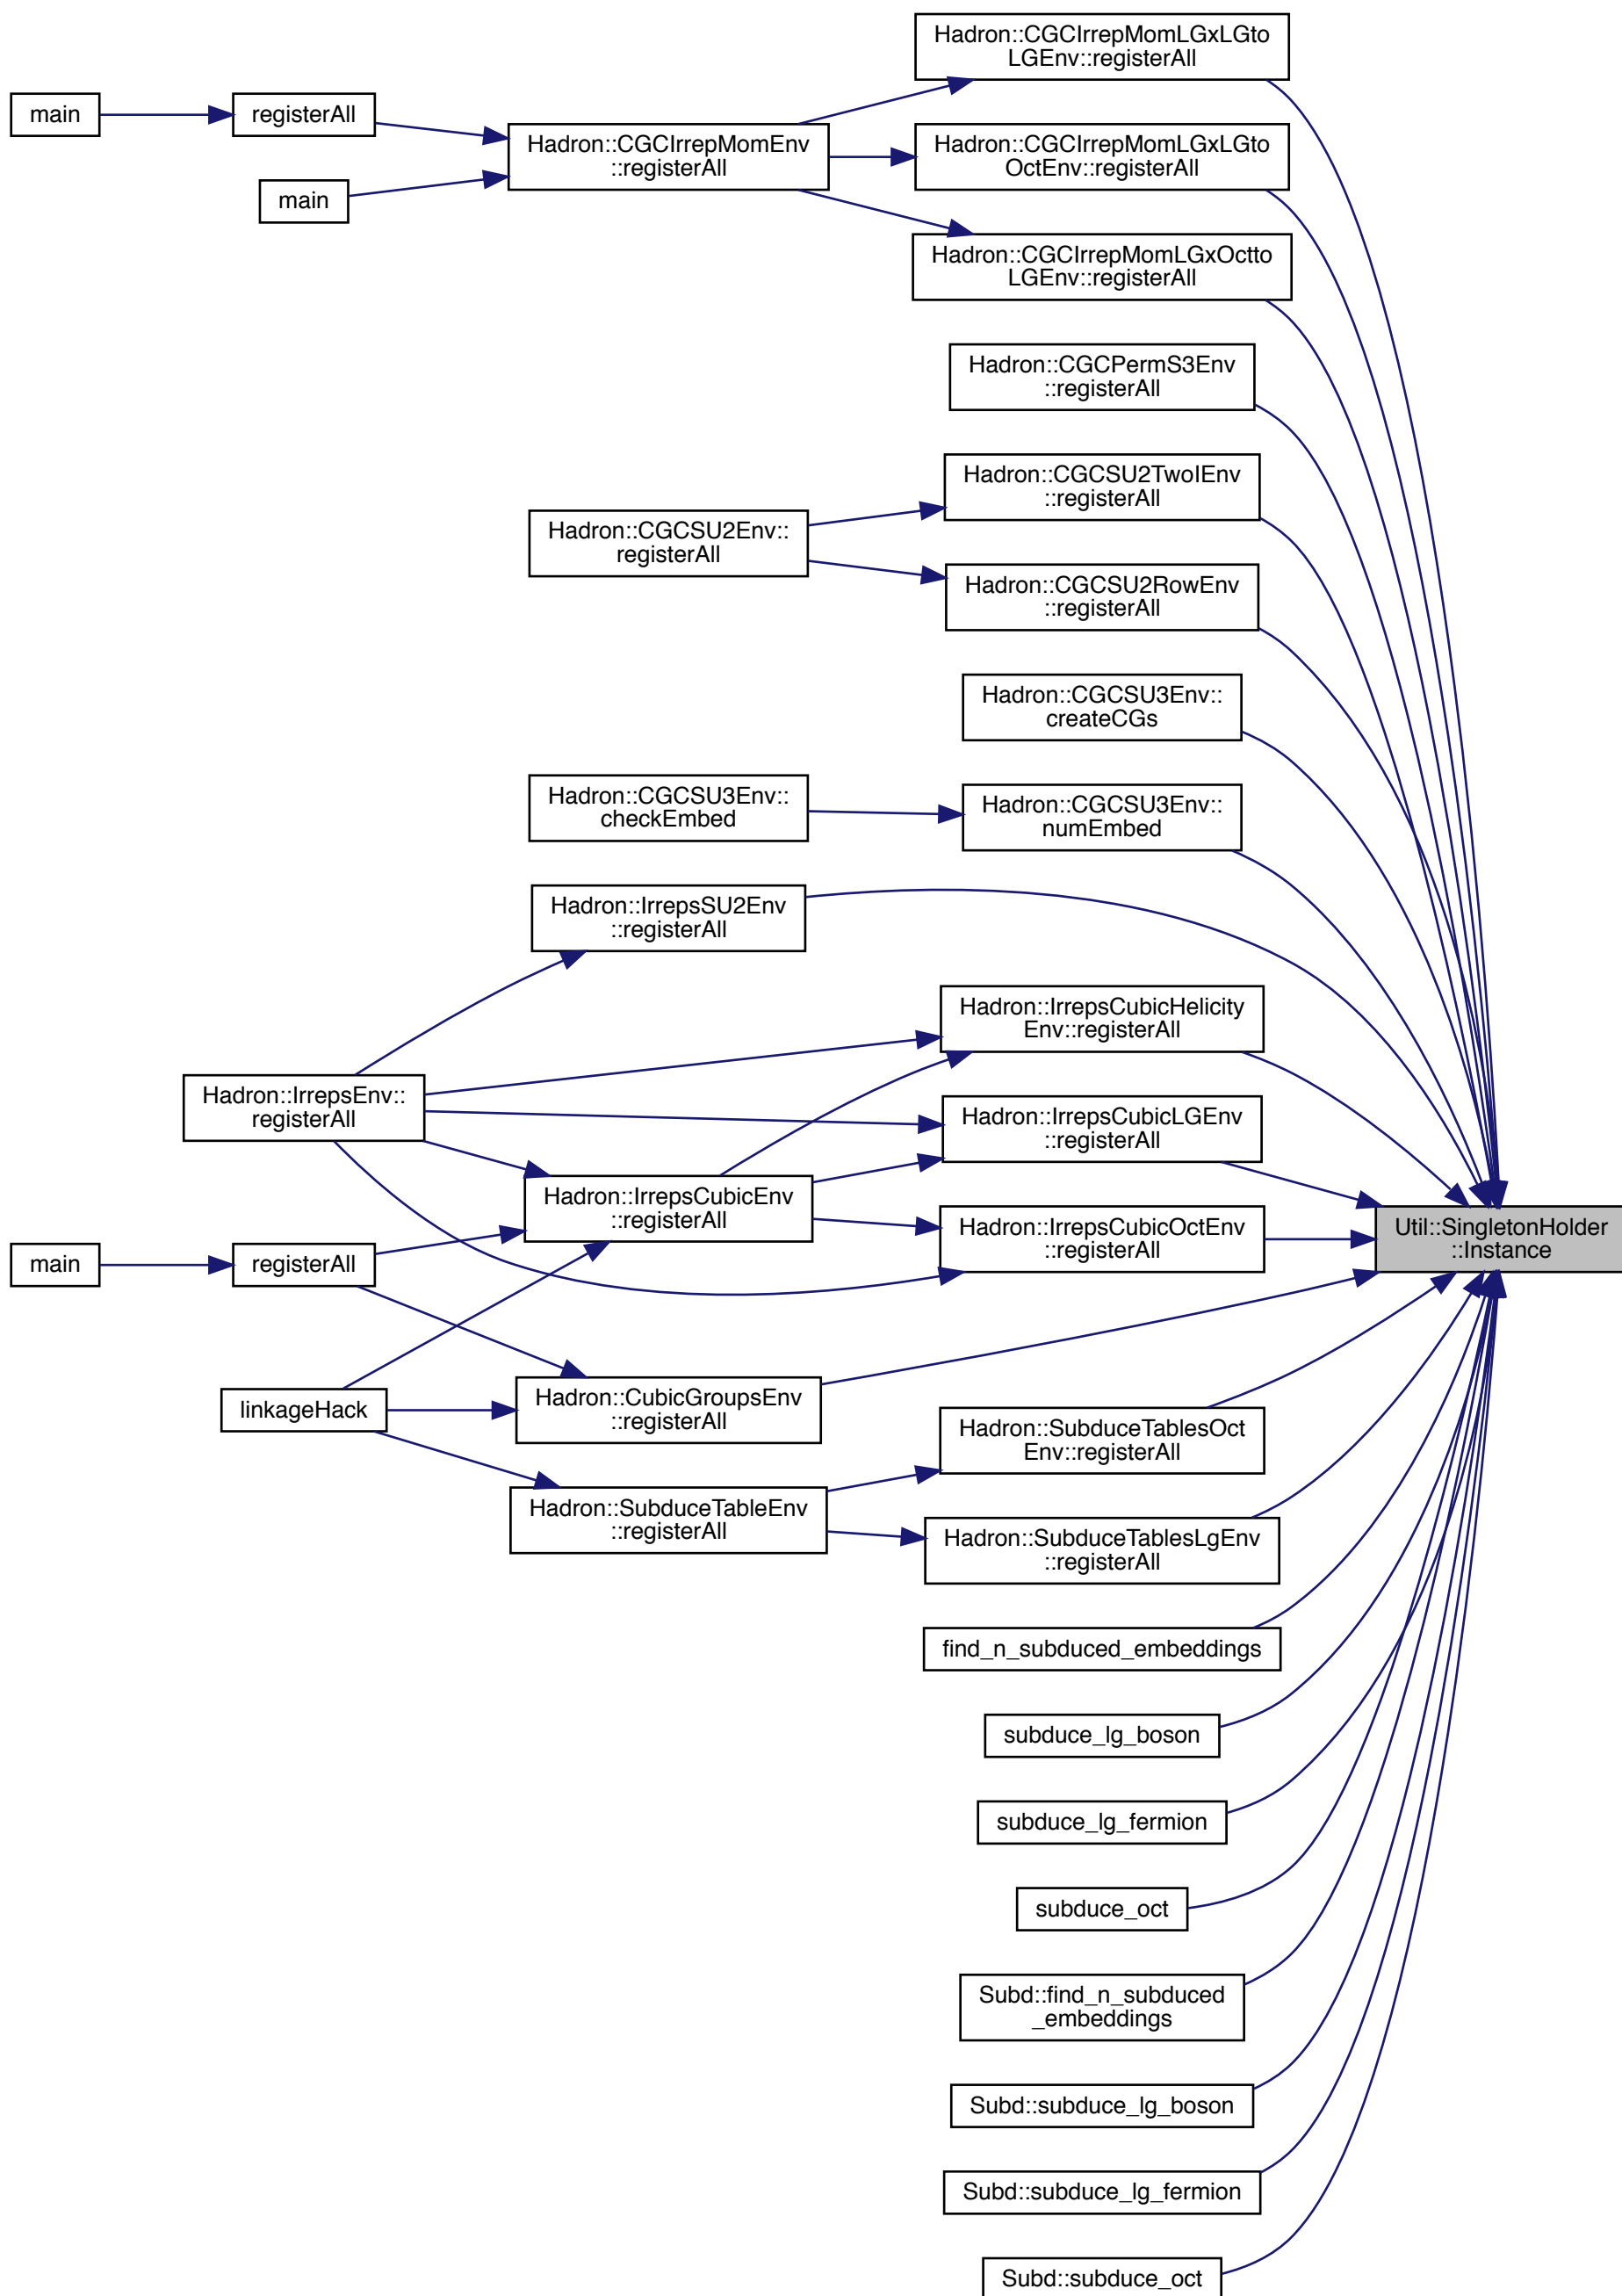 Hadron::CGCIrrepMomLGxLGto
LGEnv::registerAll
main
registerAll
Hadron::CGCIrrepMomEnv
::registerAll
Hadron::CGCIrrepMomLGxLGto
OctEnv::registerAll
main
Hadron::CGCIrrepMomLGxOctto
LGEnv::registerAll
Hadron::CGCPermS3Env
::registerAll
Hadron::CGCSU2TwoIEnv
::registerAll
Hadron::CGCSU2Env::
registerAll
Hadron::CGCSU2RowEnv
::registerAll
Hadron::CGCSU3Env::
createCGs
Hadron::CGCSU3Env::
checkEmbed
Hadron::CGCSU3Env::
numEmbed
Hadron::IrrepsSU2Env
::registerAll
Hadron::IrrepsCubicHelicity
Env::registerAll
Hadron::IrrepsEnv::
registerAll
Hadron::IrrepsCubicLGEnv
::registerAll
Hadron::IrrepsCubicEnv
::registerAll
Hadron::IrrepsCubicOctEnv
::registerAll
Util::SingletonHolder
::Instance
main
registerAll
linkageHack
Hadron::CubicGroupsEnv
::registerAll
Hadron::SubduceTablesOct
Env::registerAll
Hadron::SubduceTableEnv
::registerAll
Hadron::SubduceTablesLgEnv
::registerAll
find_n_subduced_embeddings
subduce_lg_boson
subduce_lg_fermion
subduce_oct
Subd::find_n_subduced
_embeddings
Subd::subduce_lg_boson
Subd::subduce_lg_fermion
Subd::subduce_oct